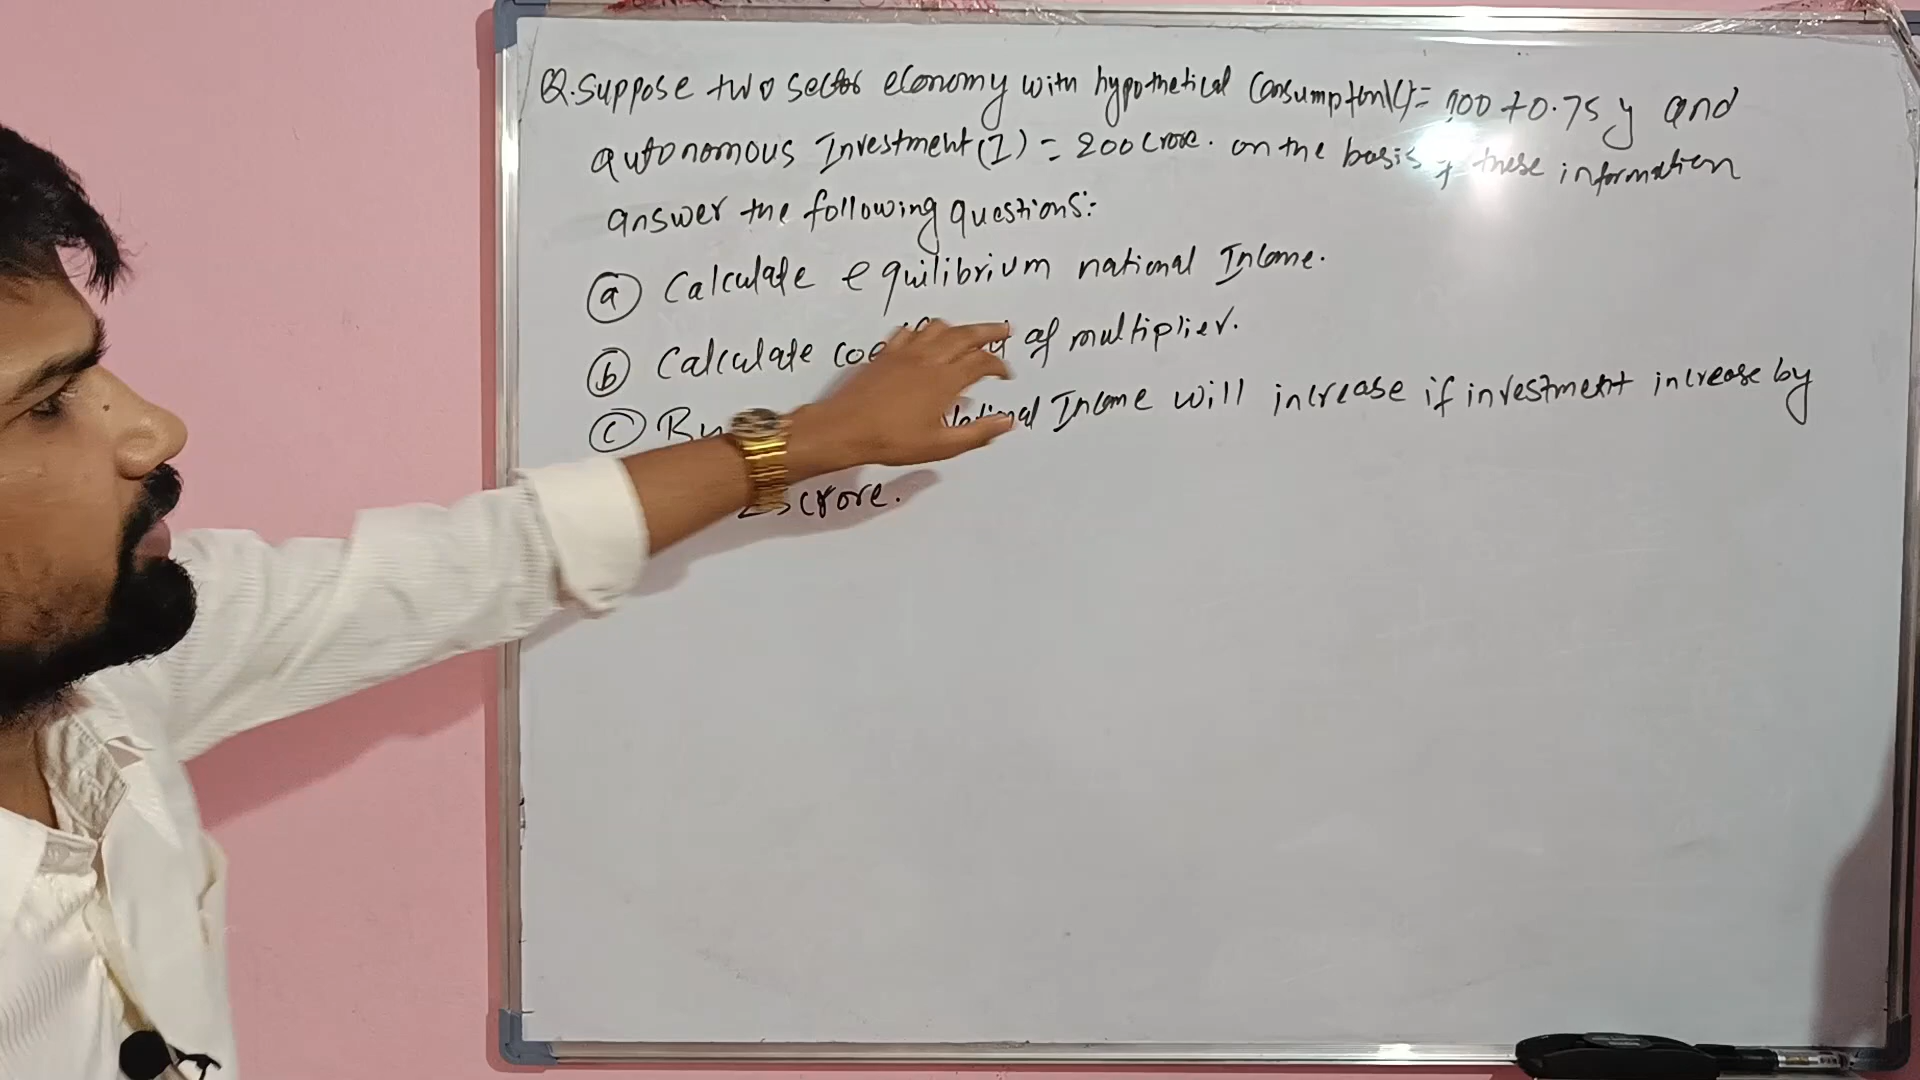 Q. Suppose two sector economy with hypothetical Consumption(C) = 100 + 0.75 y and
autonomous Investment (I) = 200 Crore. on the basis of these information
answer the following questions:-
(a) Calculate equilibrium national Income.
(b) Calculate of multiplier.
(c) By National Income will increase if investment increase by
crore.